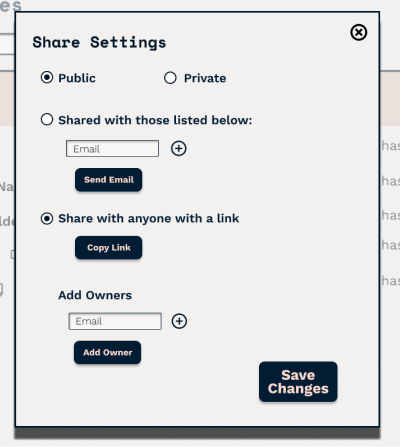 es
Share Settings
Public
Private
Shared with those listed below:
Email
Send Email
Share with anyone with a link
Copy Link
Add Owners
Email
Add Owner
Save
Changes
has
has
has
has
has
Na
lde